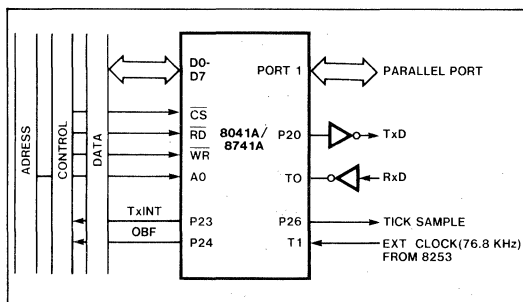 ADRESS
CONTROL
DATA
D0-
D7
CS
RD
WR
A0
TxINT
P23
OBF
P24
8041A/
8741A
PORT 1
PARALLEL PORT
P20
TxD
TO
RxD
P26
TICK SAMPLE
T1
EXT CLOCK(76.8 KHz)
FROM 8253